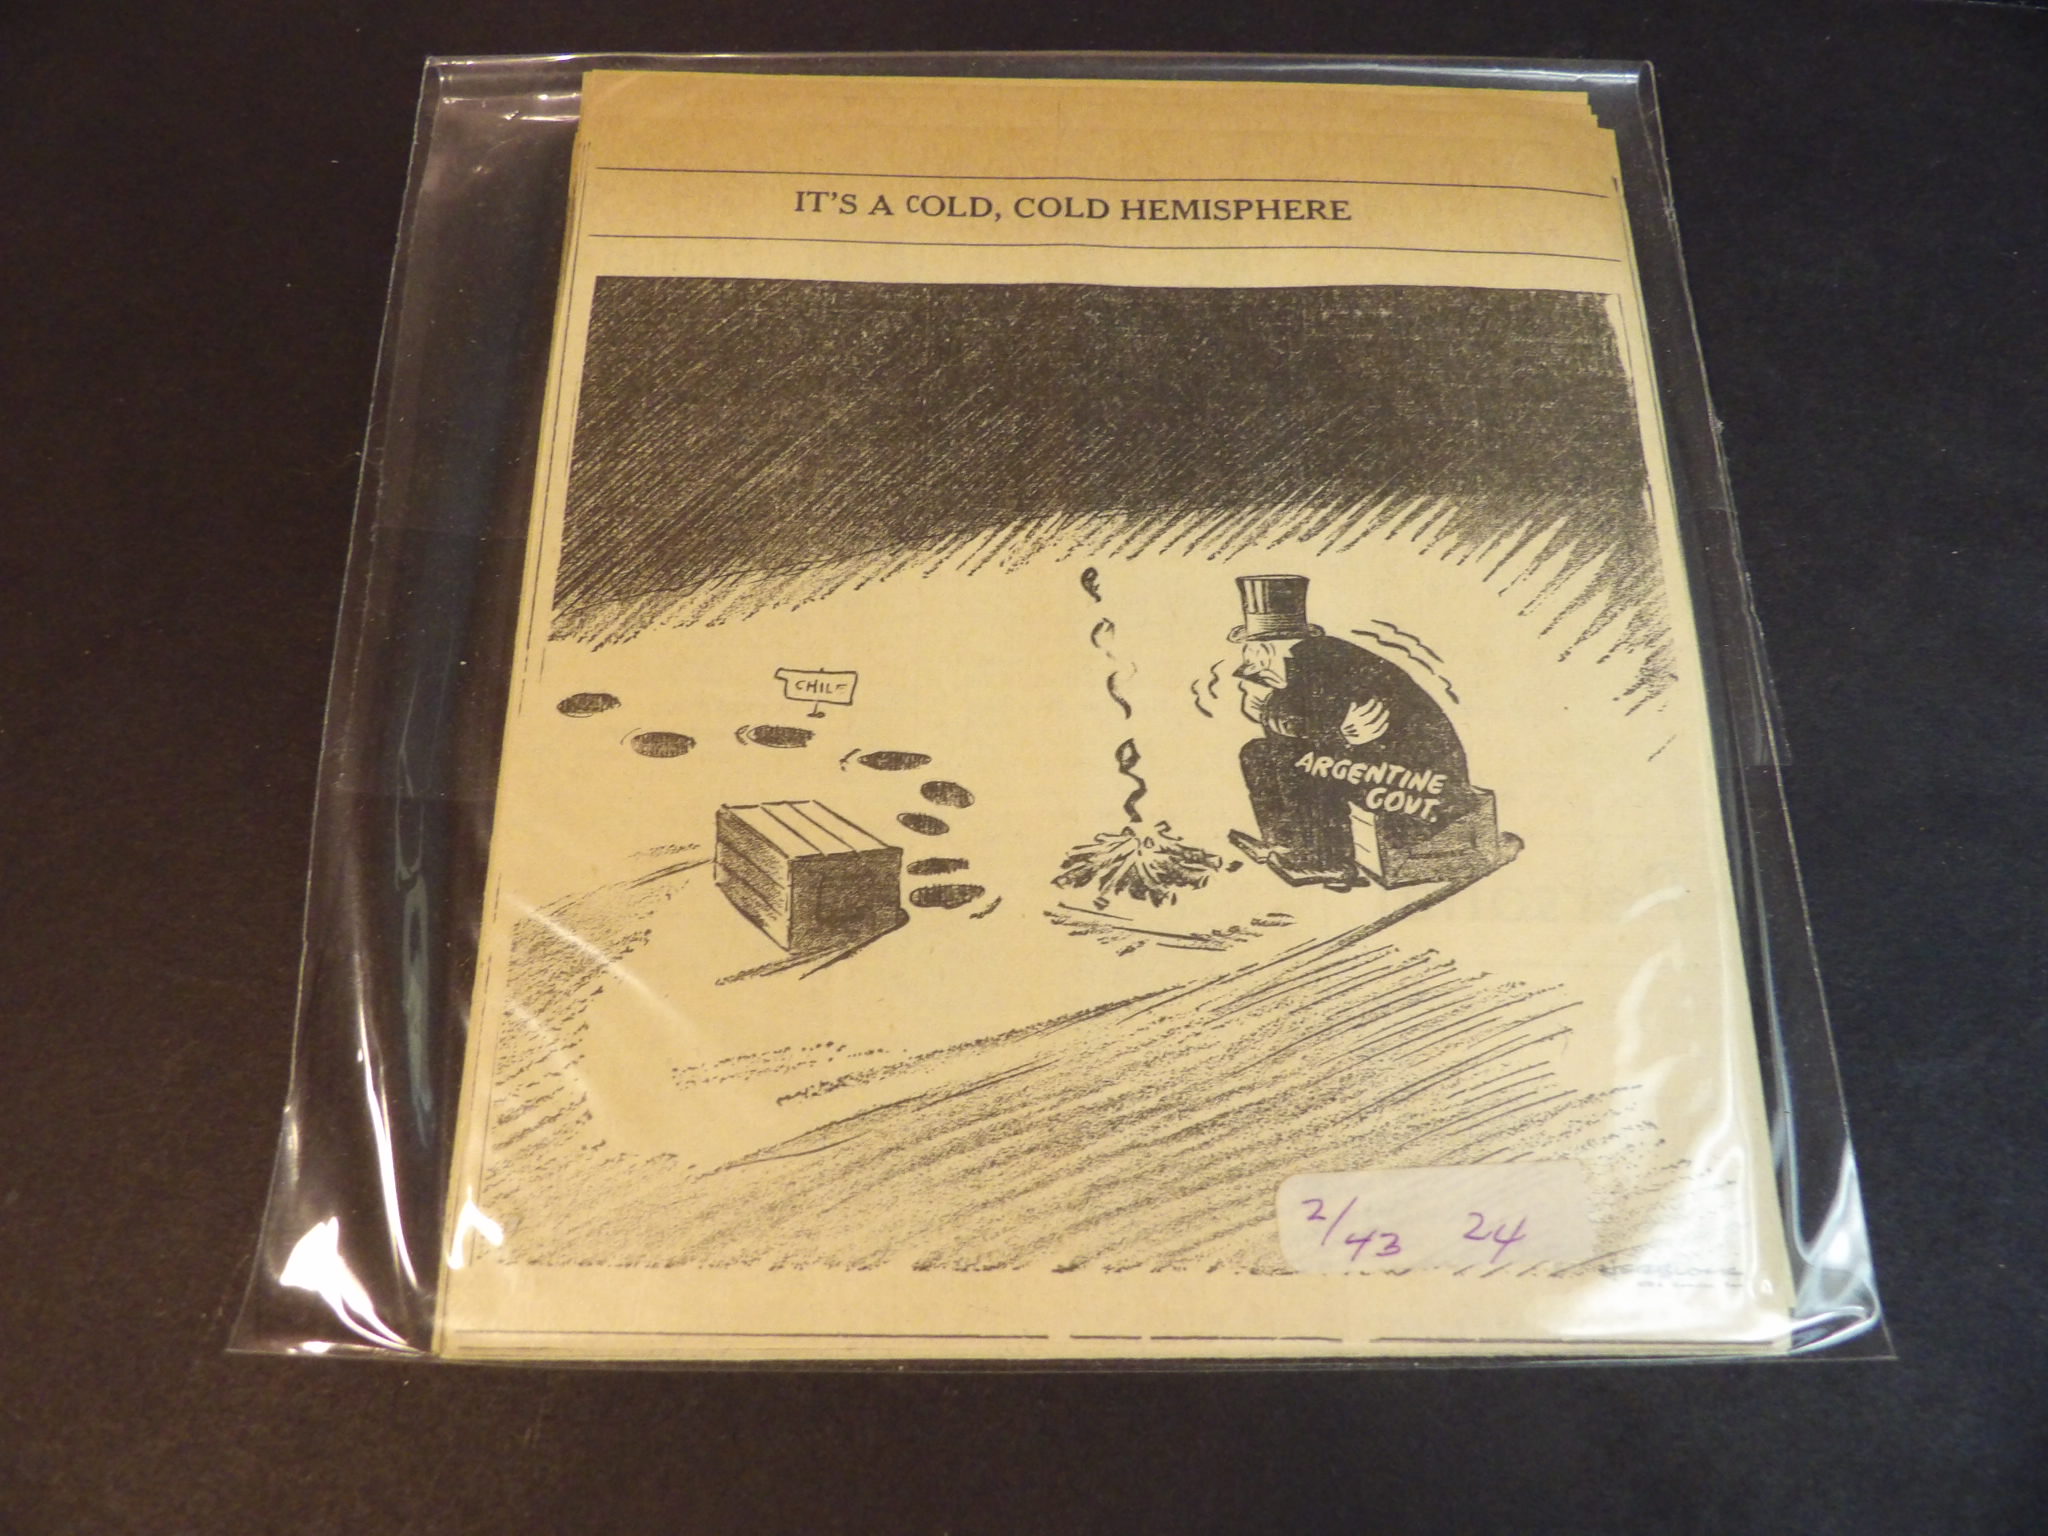 IT'S A COLD, COLD HEMISPHERE
CHILE
ARGENTINE
GOVT.
2/43 24